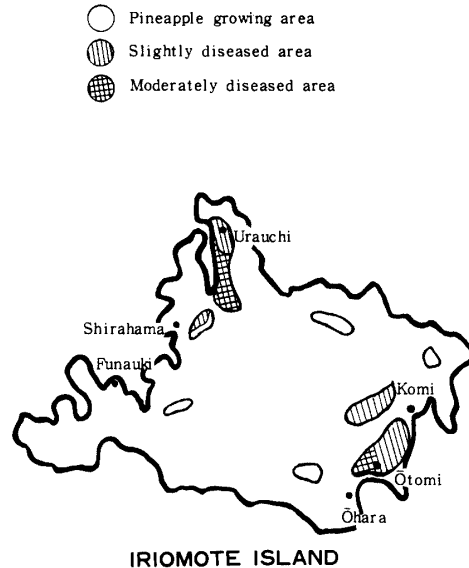 Pineapple growing area
Slightly diseased area
Moderately diseased area
Urauchi
Shirahama
Funauki
Komi
Ōtomi
Ōhara
IRIOMOTE ISLAND